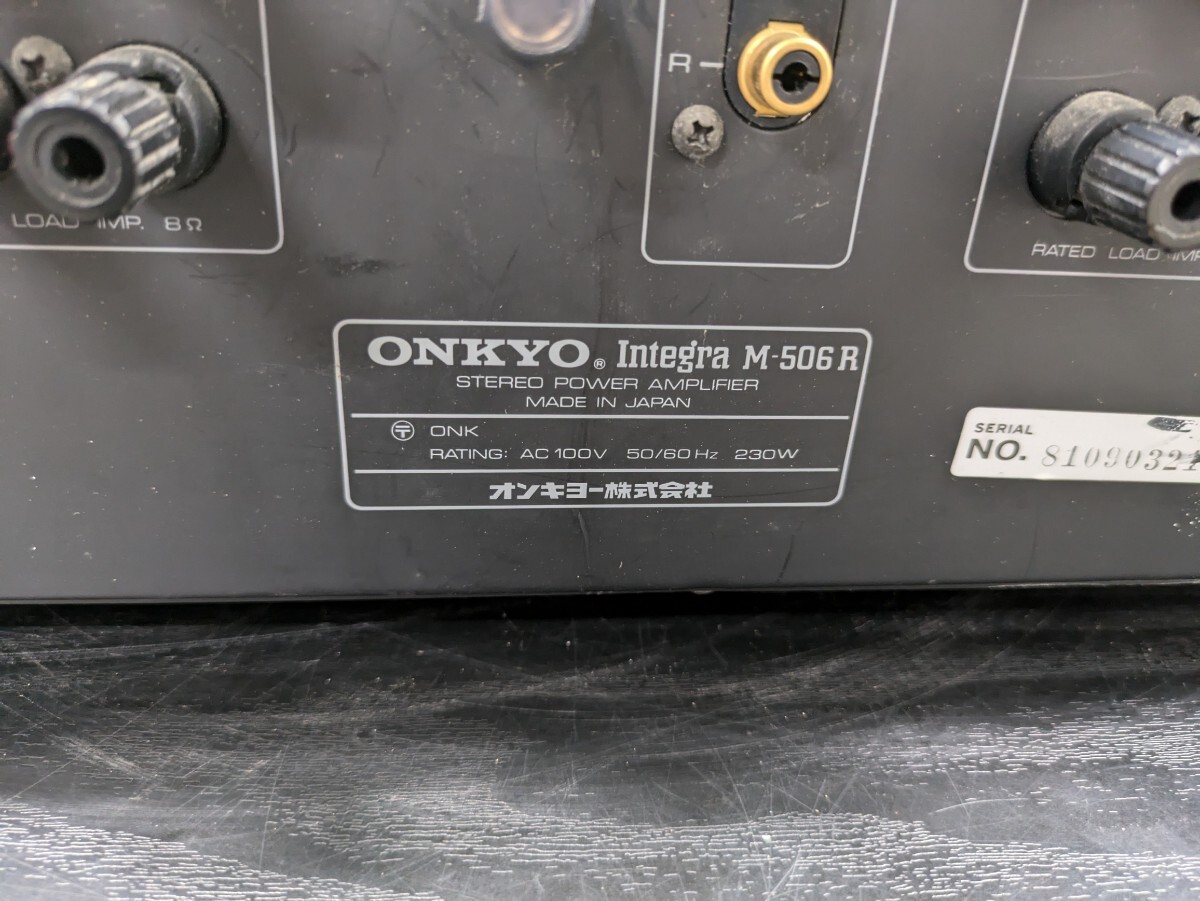 R
LOAD IMP. 8Ω
RATED LOAD IMP
ONKYO® Integra M-506R
STEREO POWER AMPLIFIER
MADE IN JAPAN
〒 ONK
RATING: AC 100V 50/60Hz 230W
オンキヨー株式会社
SERIAL
NO. 81090321